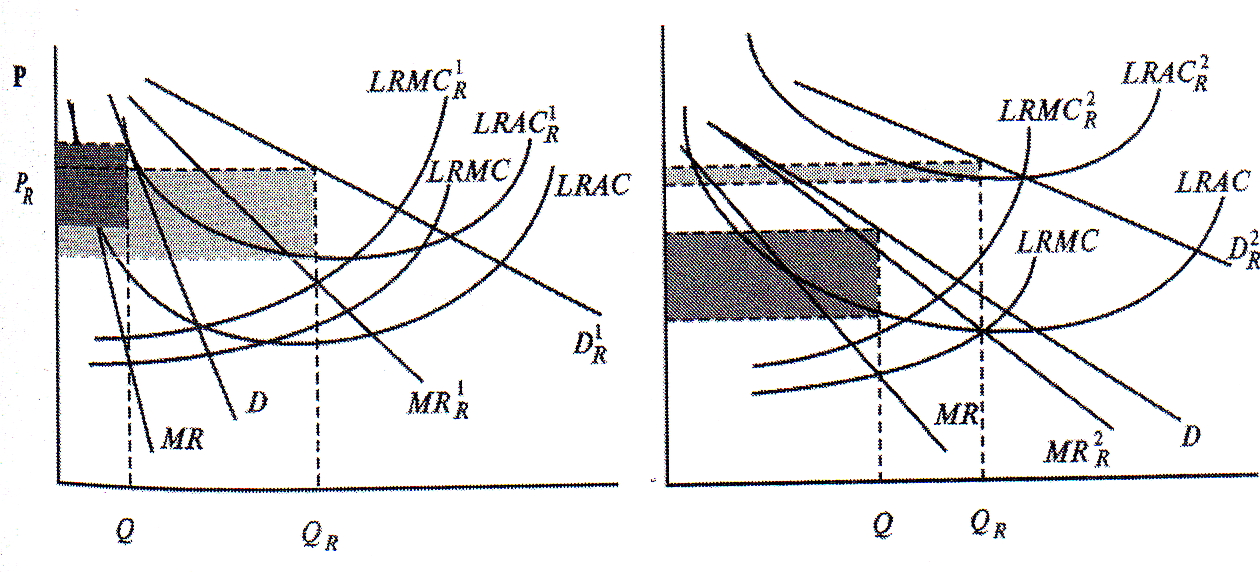 P
P_R
LRMC_R^1
LRAC_R^1
LRMC
LRAC
D_R^1
MR_R^1
D
MR
Q
Q_R
LRAC_R^2
LRMC_R^2
LRAC
LRMC
D_R^2
MR
MR_R^2
D
Q
Q_R